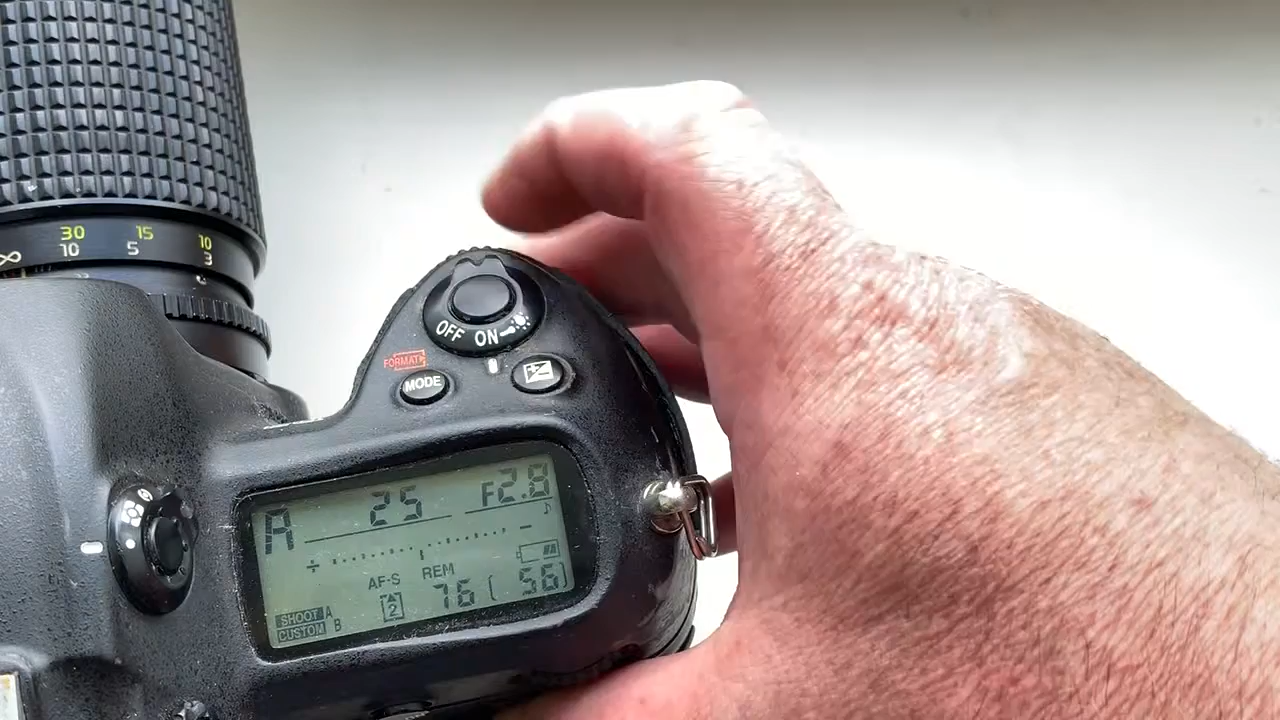 30 15 10
∞ 10 5 3
OFF ON
FORMAT
MODE
A 25 F2.8
AF-S REM
2 76 [ 56]
SHOOT A
CUSTOM B